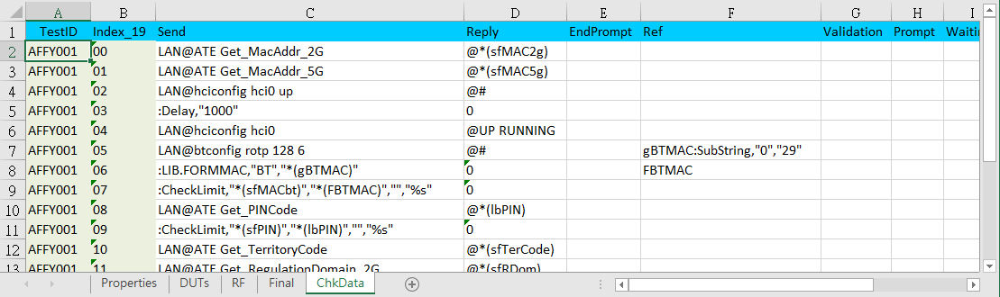 A B C D E F G H I
1 TestID Index_19 Send Reply EndPrompt Ref Validation Prompt Waitin
2 AFFY001 00 LAN@ATE Get_MacAddr_2G @*(sfMAC2g)
3 AFFY001 01 LAN@ATE Get_MacAddr_5G @*(sfMAC5g)
4 AFFY001 02 LAN@hciconfig hci0 up @#
5 AFFY001 03 :Delay,"1000" 0
6 AFFY001 04 LAN@hciconfig hci0 @UP RUNNING
7 AFFY001 05 LAN@btconfig rotp 128 6 @# gBTMAC:SubString,"0","29"
8 AFFY001 06 :LIB.FORMMAC,"BT","*(gBTMAC)" 0 FBTMAC
9 AFFY001 07 :CheckLimit,"*(sfMACbt)","*(FBTMAC)","","%s" 0
10 AFFY001 08 LAN@ATE Get_PINCode @*(lbPIN)
11 AFFY001 09 :CheckLimit,"*(sfPIN)","*(lbPIN)","","%s" 0
12 AFFY001 10 LAN@ATE Get_TerritoryCode @*(sfTerCode)
13 AFFY001 11 LAN@ATE Get_RegulationDomain_2G @*(sfRDom)
Properties DUTs RF Final ChkData